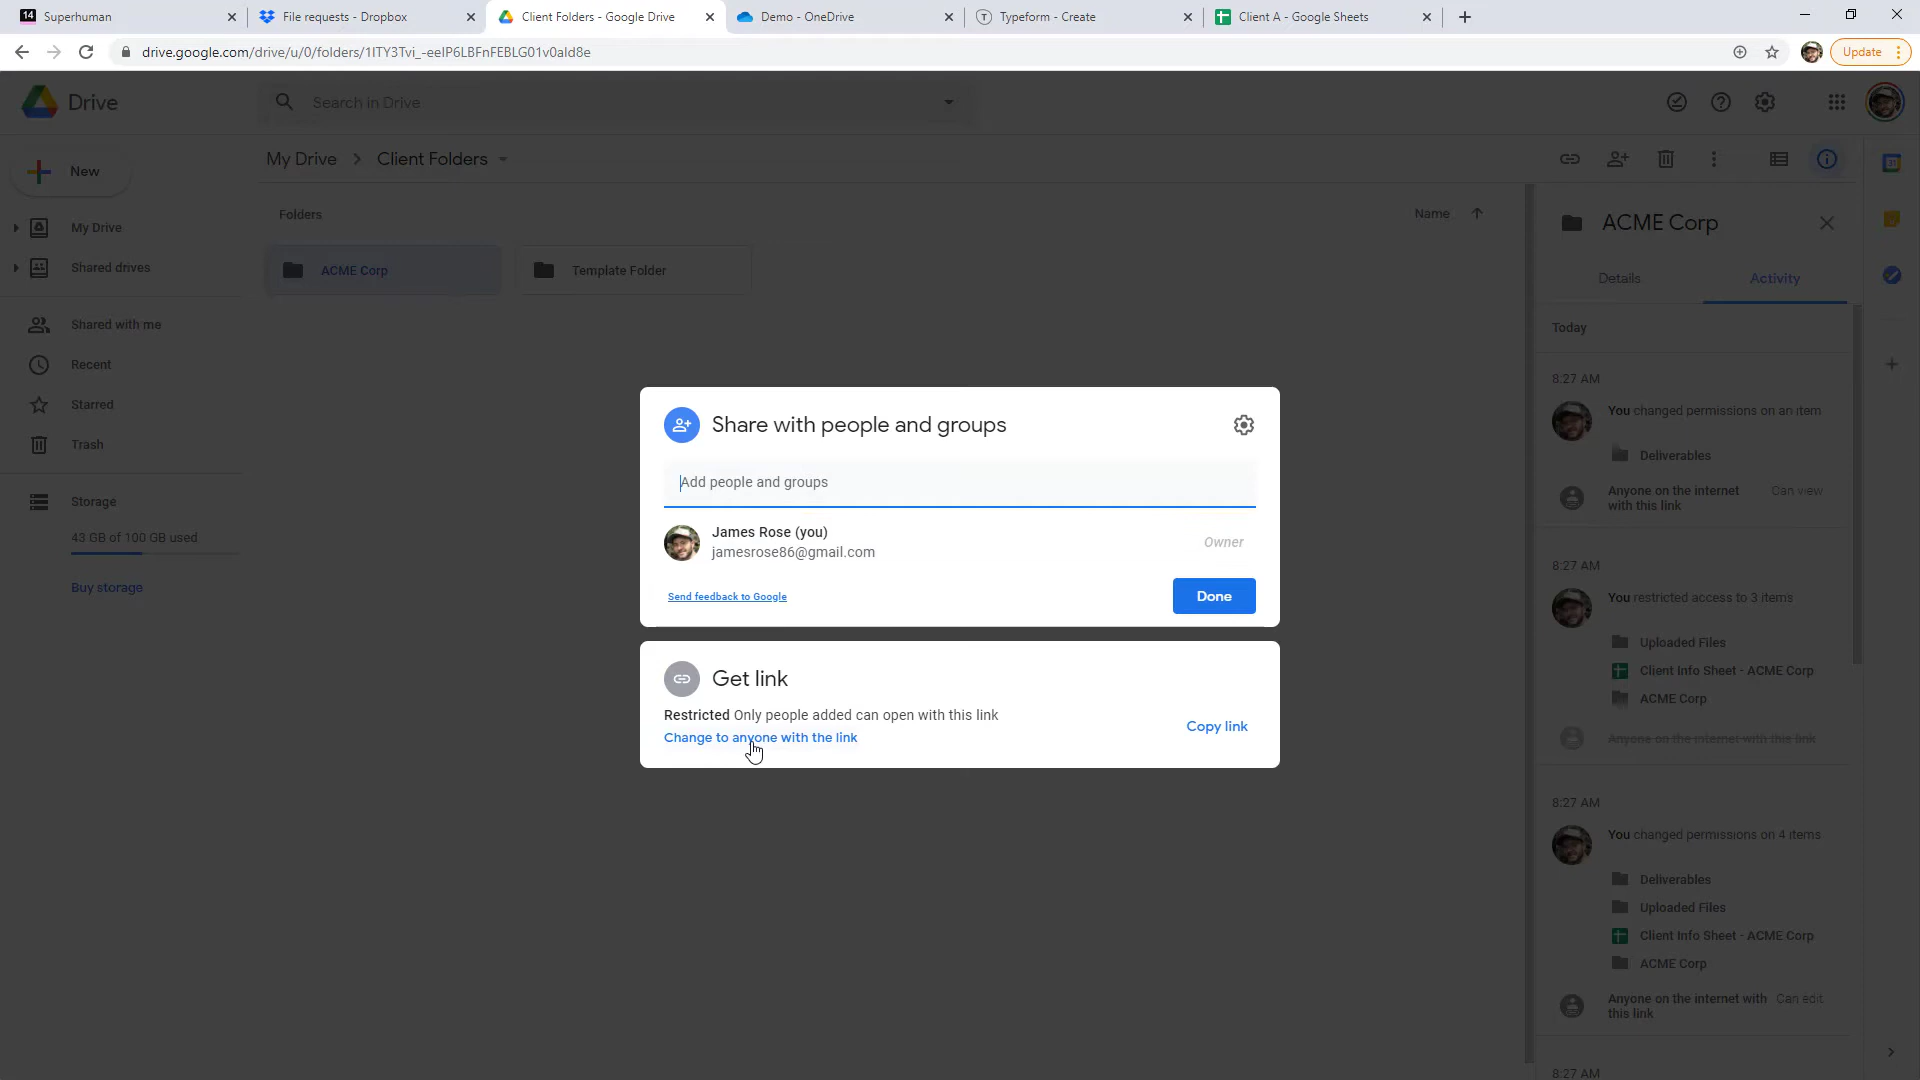 14 Superhuman
File requests - Dropbox
Client Folders - Google Drive
Demo - OneDrive
Typeform - Create
Client A - Google Sheets
drive.google.com/drive/u/0/folders/1ITY3Tvi_-eeIP6LBFnFEBLG01v0ald8e
Update
Drive
Search in Drive
My Drive > Client Folders
New
Folders
Name
ACME Corp
My Drive
Details
Activity
Shared drives
ACME Corp
Template Folder
Shared with me
Today
Recent
8:27 AM
Starred
You changed permissions on an item
Trash
Share with people and groups
Deliverables
Add people and groups
Anyone on the internet with this link
Can view
Storage
43 GB of 100 GB used
James Rose (you)
jamesrose86@gmail.com
Owner
8:27 AM
Buy storage
Send feedback to Google
Done
You restricted access to 3 items
Uploaded Files
Client Info Sheet - ACME Corp
ACME Corp
Get link
Restricted Only people added can open with this link
Change to anyone with the link
Copy link
Anyone on the internet with this link
8:27 AM
You changed permissions on 4 items
Deliverables
Uploaded Files
Client Info Sheet - ACME Corp
ACME Corp
Anyone on the internet with this link
Can edit
8:27 AM